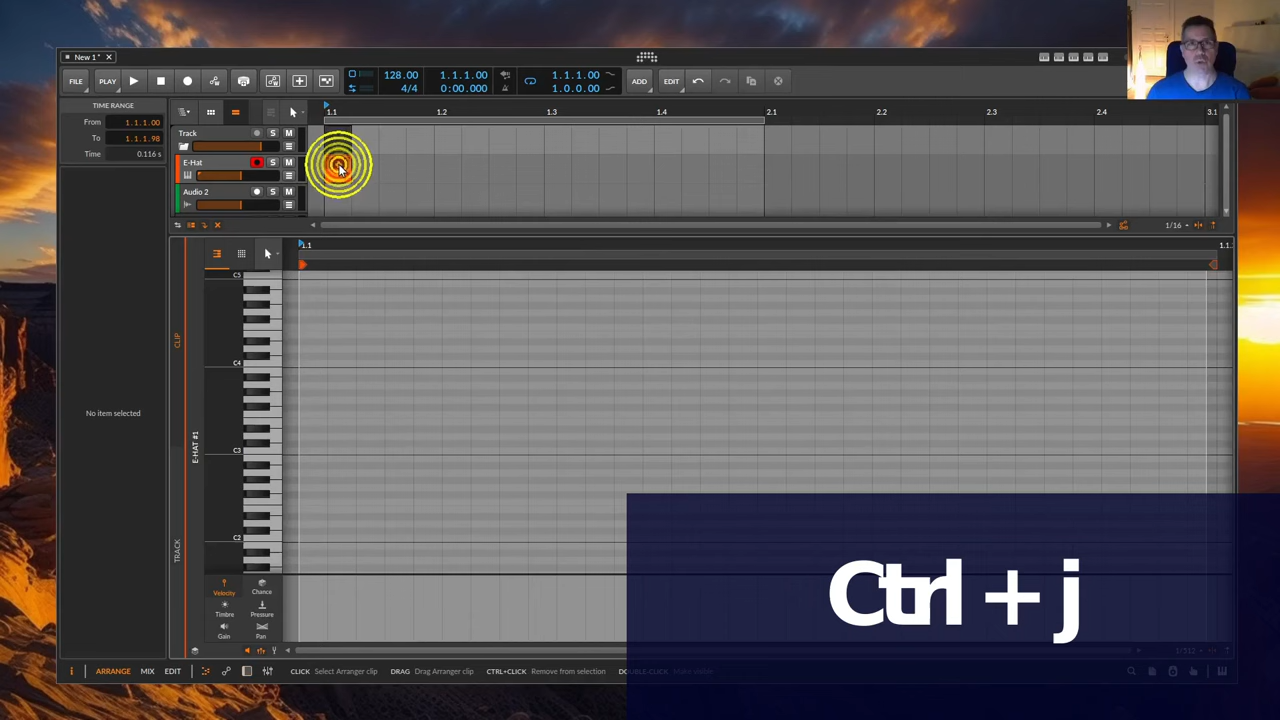 New 1*
FILE
PLAY
128.00
4/4
1.1.1.00
0:00.000
1.1.1.00
1.0.0.00
ADD
EDIT
TIME RANGE
From 1.1.1.00
To 1.1.1.98
Time 0.116 s
1.1 1.2 1.3 1.4 2.1 2.2 2.3 2.4 3.1
Track S M
E-Hat S M
Audio 2 S M
1/16
1.1
C5
C4
C3
C2
CLIP
TRACK
E-HAT #1
No item selected
Velocity
Chance
Timbre
Pressure
Gain
Pan
Ctrl + j
ARRANGE MIX EDIT
CLICK Select Arranger clip DRAG Drag Arranger clip CTRL+CLICK Remove from selection